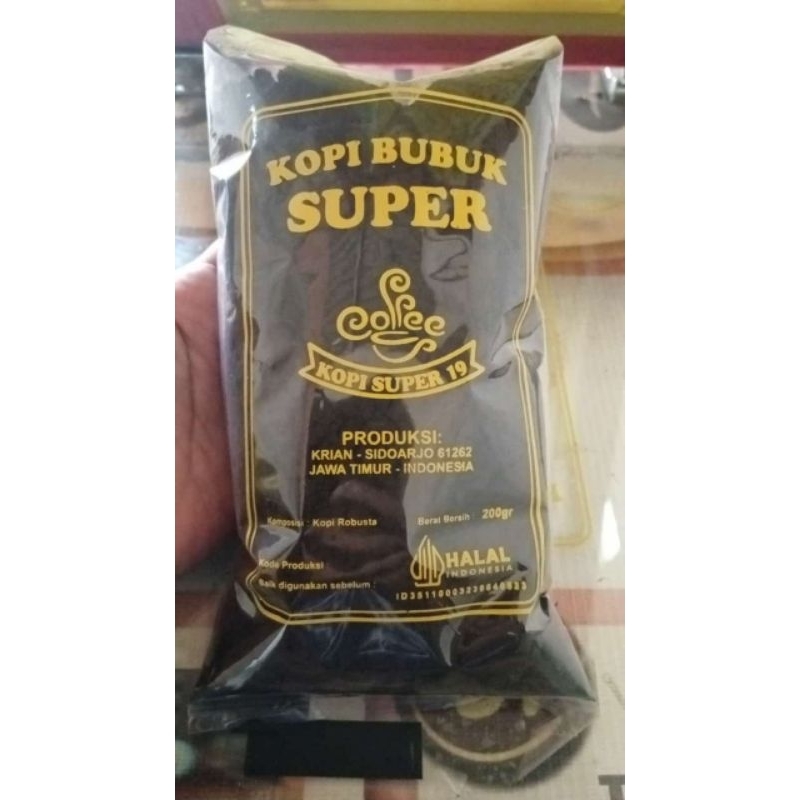 KOPI BUBUK
SUPER
Coffee
KOPI SUPER 19
PRODUKSI:
KRIAN - SIDOARJO 61262
JAWA TIMUR - INDONESIA
Komposisi : Kopi Robusta
Berat Bersih : 200gr
HALAL
INDONESIA
Kode Produksi
Baik digunakan sebelum :